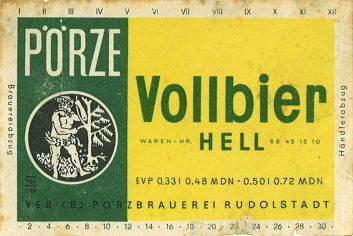 I II III IV V VI VII VIII IX X XI XII
PÖRZE
Vollbier
WAREN-NR. HELL 68 45 12 10
EVP 0.33 l 0.48 MDN · 0.50 l 0.72 MDN
VEB (B) PÖRZBRAUEREI RUDOLSTADT
· 2 · 4 · 6 · 8 · 10 · 12 · 14 · 16 · 18 · 20 · 22 · 24 · 26 · 28 · 30 ·
Brauereiabzug
Händlerabzug